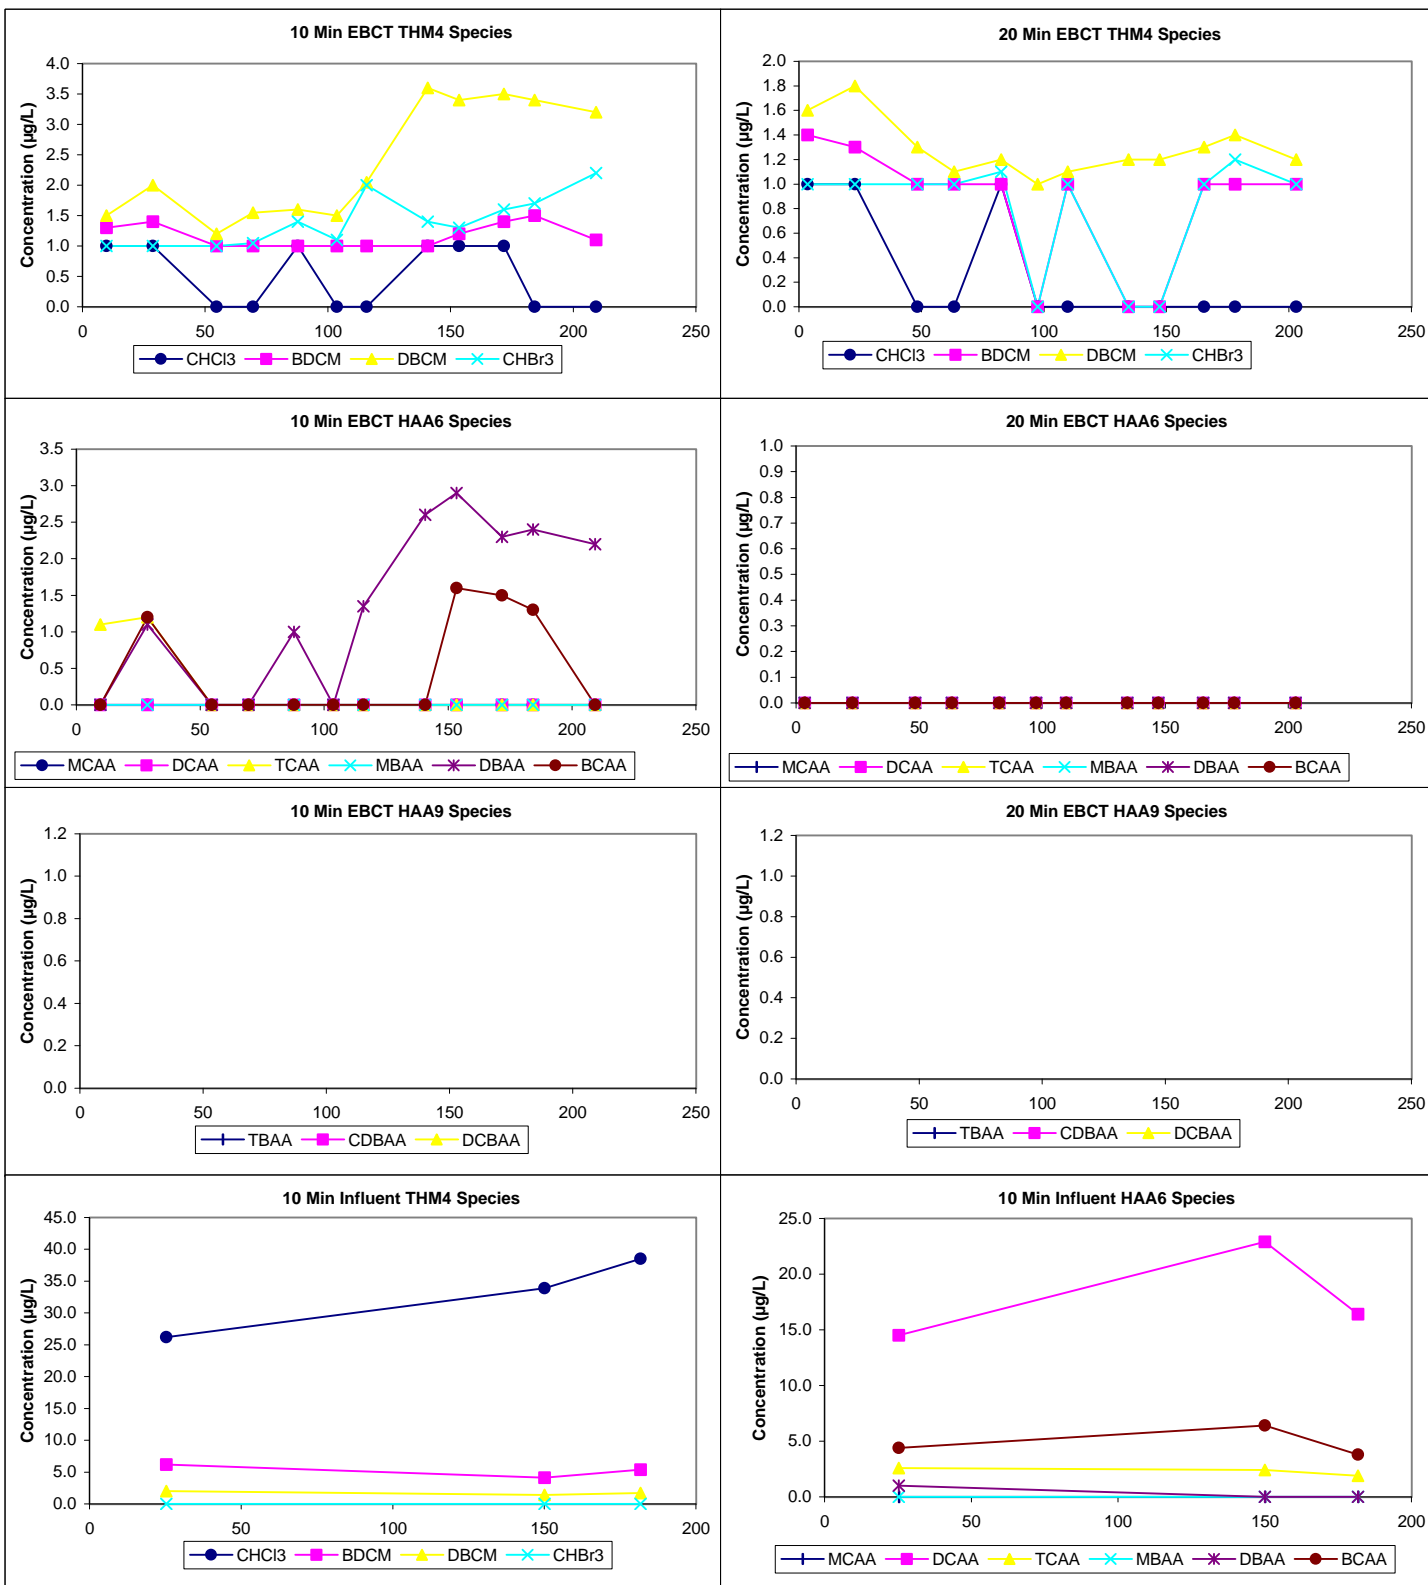 10 Min EBCT THM4 Species
Concentration (µg/L)
4.0
3.5
3.0
2.5
2.0
1.5
1.0
0.5
0.0
0 50 100 150 200 250
CHCl3 BDCM DBCM CHBr3
20 Min EBCT THM4 Species
Concentration (µg/L)
2.0
1.8
1.6
1.4
1.2
1.0
0.8
0.6
0.4
0.2
0.0
0 50 100 150 200 250
CHCl3 BDCM DBCM CHBr3
10 Min EBCT HAA6 Species
Concentration (µg/L)
3.5
3.0
2.5
2.0
1.5
1.0
0.5
0.0
0 50 100 150 200 250
MCAA DCAA TCAA MBAA DBAA BCAA
20 Min EBCT HAA6 Species
Concentration (µg/L)
1.0
0.9
0.8
0.7
0.6
0.5
0.4
0.3
0.2
0.1
0.0
0 50 100 150 200 250
MCAA DCAA TCAA MBAA DBAA BCAA
10 Min EBCT HAA9 Species
Concentration (µg/L)
1.2
1.0
0.8
0.6
0.4
0.2
0.0
0 50 100 150 200 250
TBAA CDBAA DCBAA
20 Min EBCT HAA9 Species
Concentration (µg/L)
1.2
1.0
0.8
0.6
0.4
0.2
0.0
0 50 100 150 200 250
TBAA CDBAA DCBAA
10 Min Influent THM4 Species
Concentration (µg/L)
45.0
40.0
35.0
30.0
25.0
20.0
15.0
10.0
5.0
0.0
0 50 100 150 200
CHCl3 BDCM DBCM CHBr3
10 Min Influent HAA6 Species
Concentration (µg/L)
25.0
20.0
15.0
10.0
5.0
0.0
0 50 100 150 200
MCAA DCAA TCAA MBAA DBAA BCAA